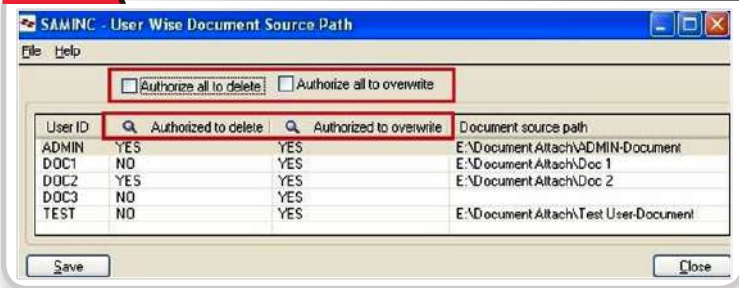 SAMINC - User Wise Document Source Path
File Help
Authorize all to delete Authorize all to overwrite
User ID Authorized to delete Authorized to overwrite Document source path
ADMIN YES YES E:\Document Attach\ADMIN-Document
DOC1 NO YES E:\Document Attach\Doc 1
DOC2 YES YES E:\Document Attach\Doc 2
DOC3 NO YES
TEST NO YES E:\Document Attach\Test User-Document
Save Close